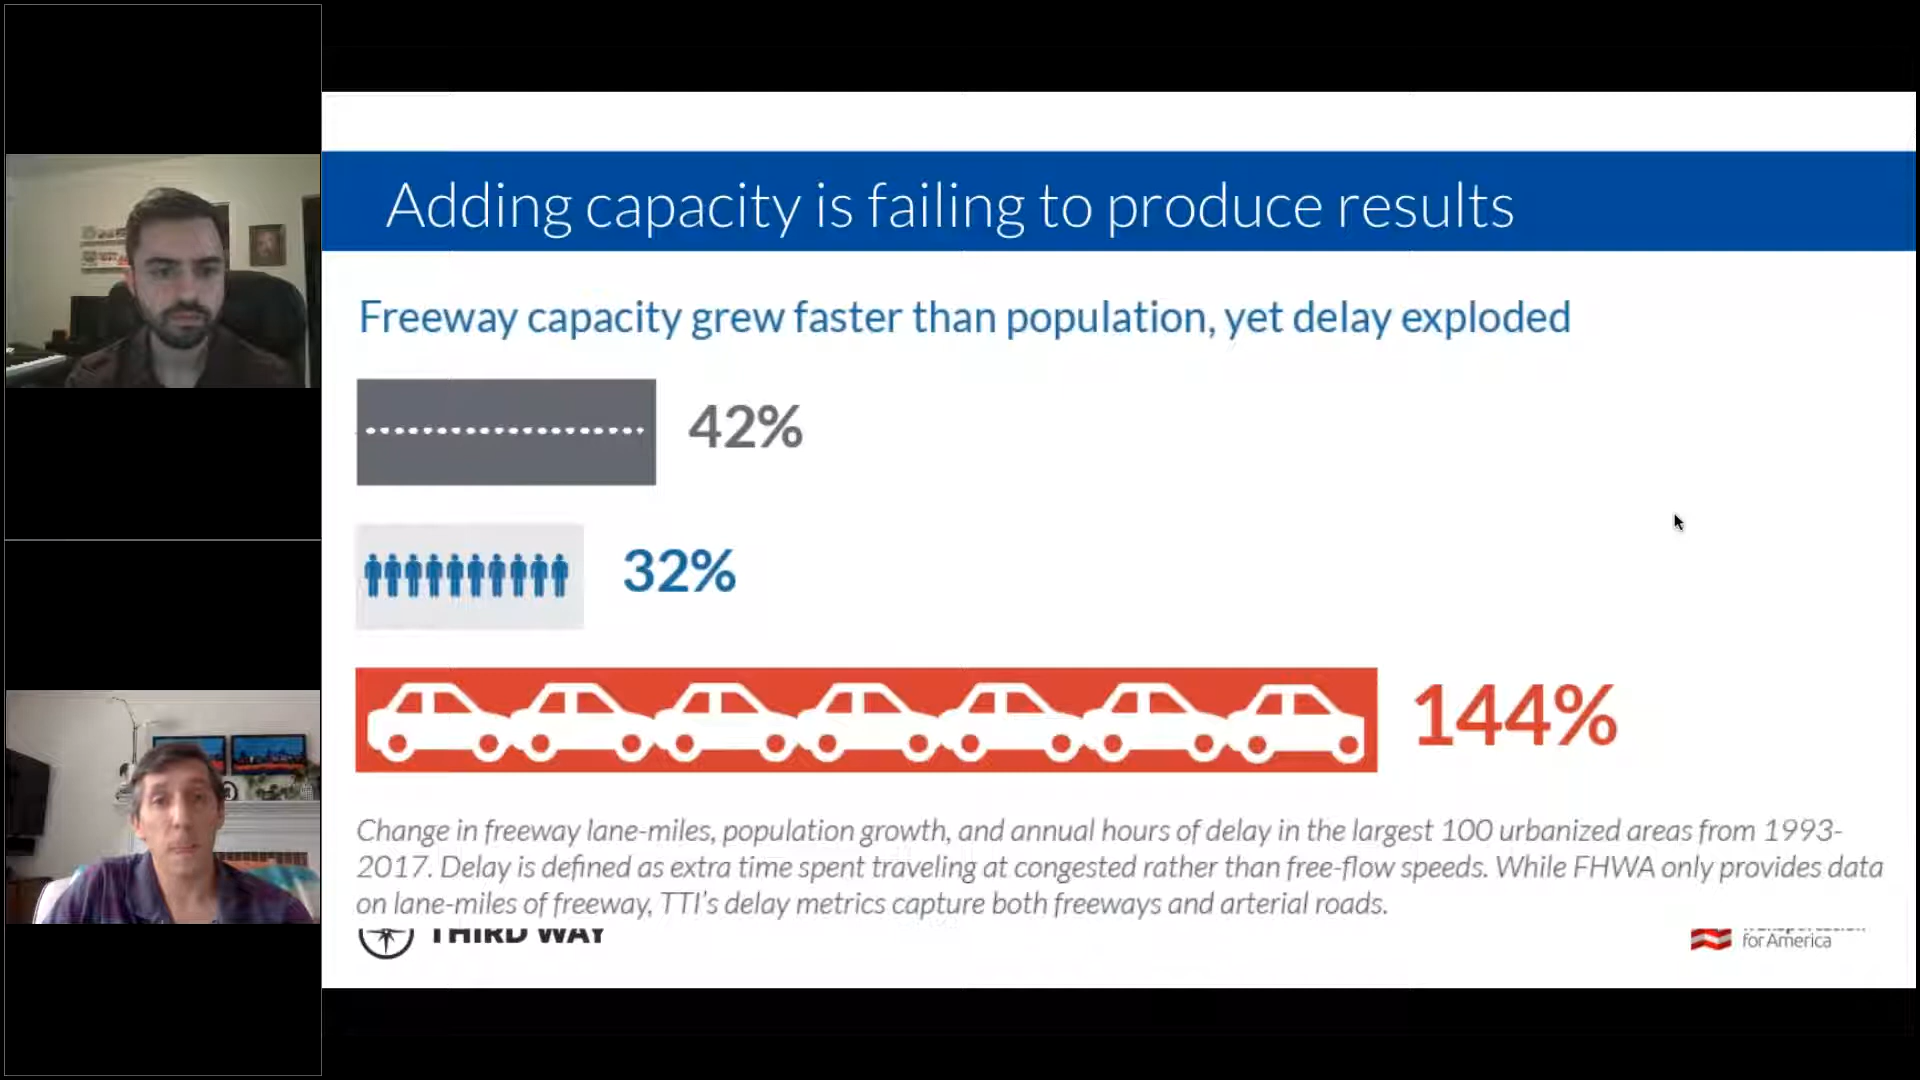 Adding capacity is failing to produce results
Freeway capacity grew faster than population, yet delay exploded
42%
32%
144%
Change in freeway lane-miles, population growth, and annual hours of delay in the largest 100 urbanized areas from 1993-
2017. Delay is defined as extra time spent traveling at congested rather than free-flow speeds. While FHWA only provides data
on lane-miles of freeway, TTI's delay metrics capture both freeways and arterial roads.
THIRD WAY
for America